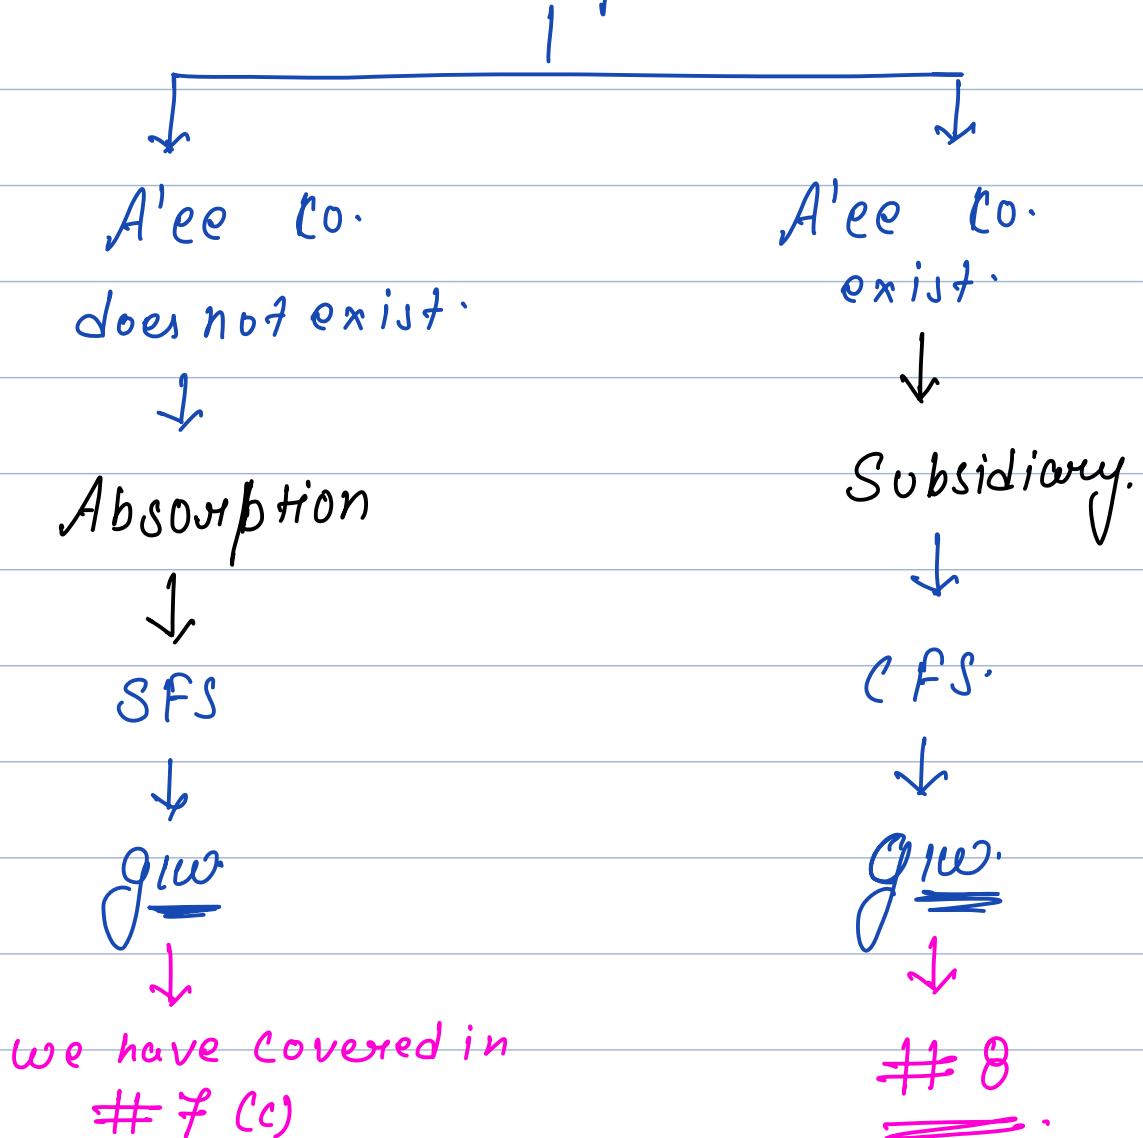 A'ee Co.
does not exist.
Absorption
SFS
g/w.
we have covered in
# 7 (c)
A'ee Co.
exist.
Subsidiary.
CFS.
g/w.
# 8